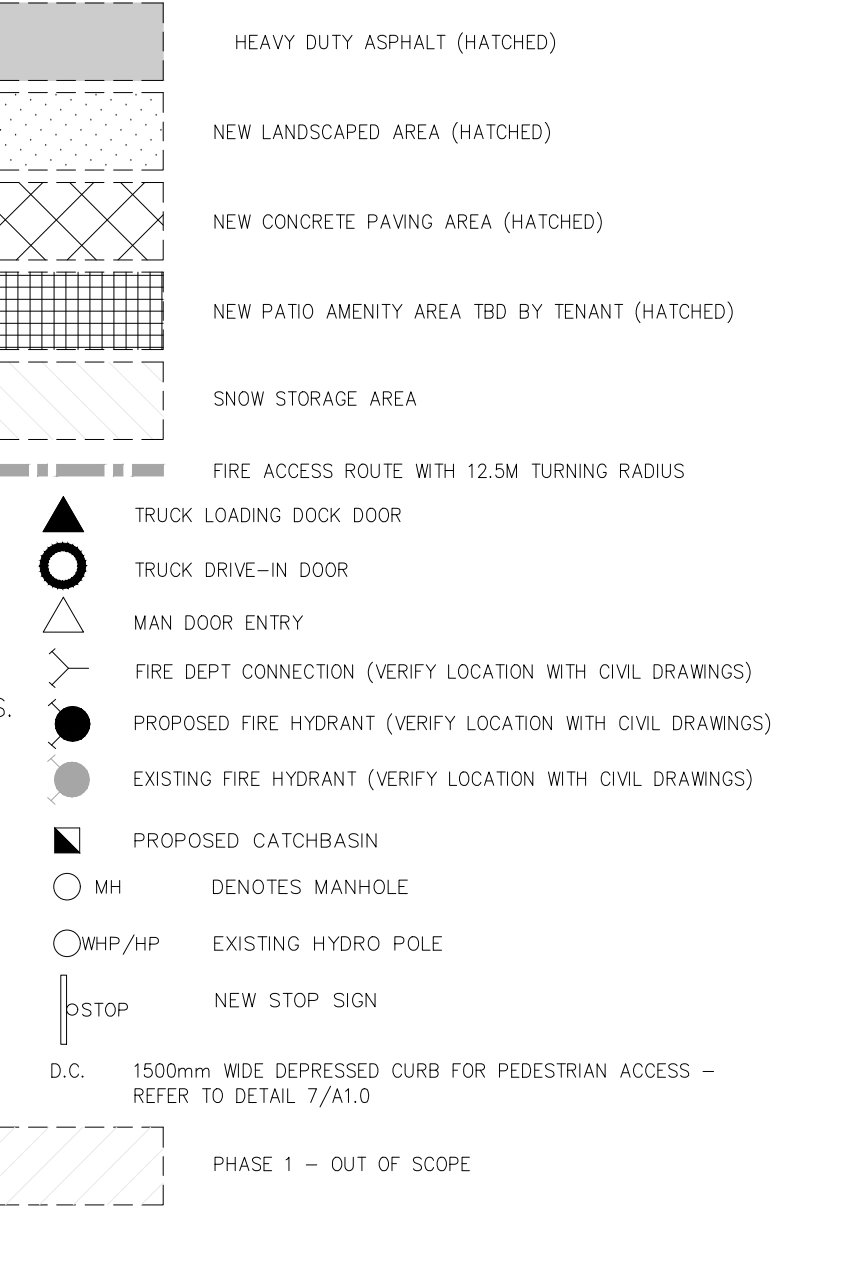 HEAVY DUTY ASPHALT (HATCHED)
NEW LANDSCAPED AREA (HATCHED)
NEW CONCRETE PAVING AREA (HATCHED)
NEW PATIO AMENITY AREA TBD BY TENANT (HATCHED)
SNOW STORAGE AREA
FIRE ACCESS ROUTE WITH 12.5M TURNING RADIUS
TRUCK LOADING DOCK DOOR
TRUCK DRIVE-IN DOOR
MAN DOOR ENTRY
FIRE DEPT CONNECTION (VERIFY LOCATION WITH CIVIL DRAWINGS)
S.
PROPOSED FIRE HYDRANT (VERIFY LOCATION WITH CIVIL DRAWINGS)
EXISTING FIRE HYDRANT (VERIFY LOCATION WITH CIVIL DRAWINGS)
PROPOSED CATCHBASIN
MH DENOTES MANHOLE
WHP/HP EXISTING HYDRO POLE
STOP NEW STOP SIGN
D.C. 1500mm WIDE DEPRESSED CURB FOR PEDESTRIAN ACCESS –
REFER TO DETAIL 7/A1.0
PHASE 1 – OUT OF SCOPE